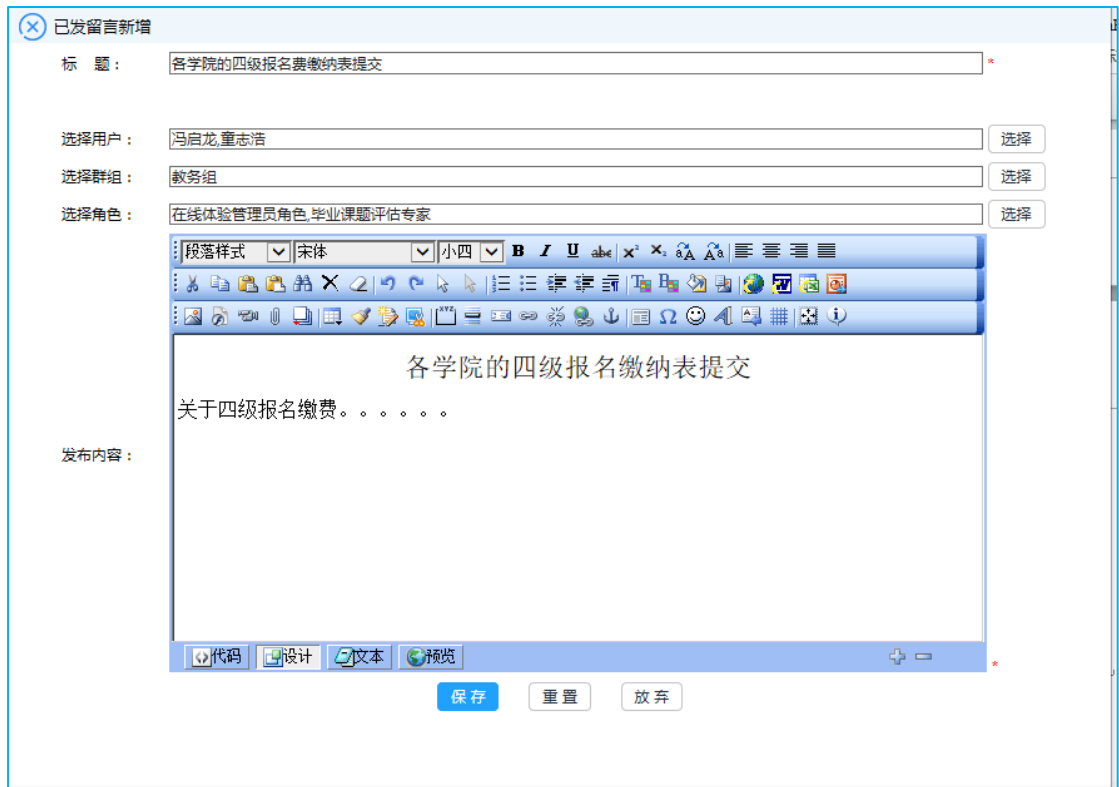 已发留言新增
标 题： 各学院的四级报名费缴纳表提交 *
选择用户： 冯启龙,童志浩 选择
选择群组： 教务组 选择
选择角色： 在线体验管理员角色,毕业课题评估专家 选择
段落样式 宋体 小四 B I U abc x² x₂
各学院的四级报名缴纳表提交
关于四级报名缴费。。。。。。
发布内容：
代码 设计 文本 预览 *
保存 重置 放弃